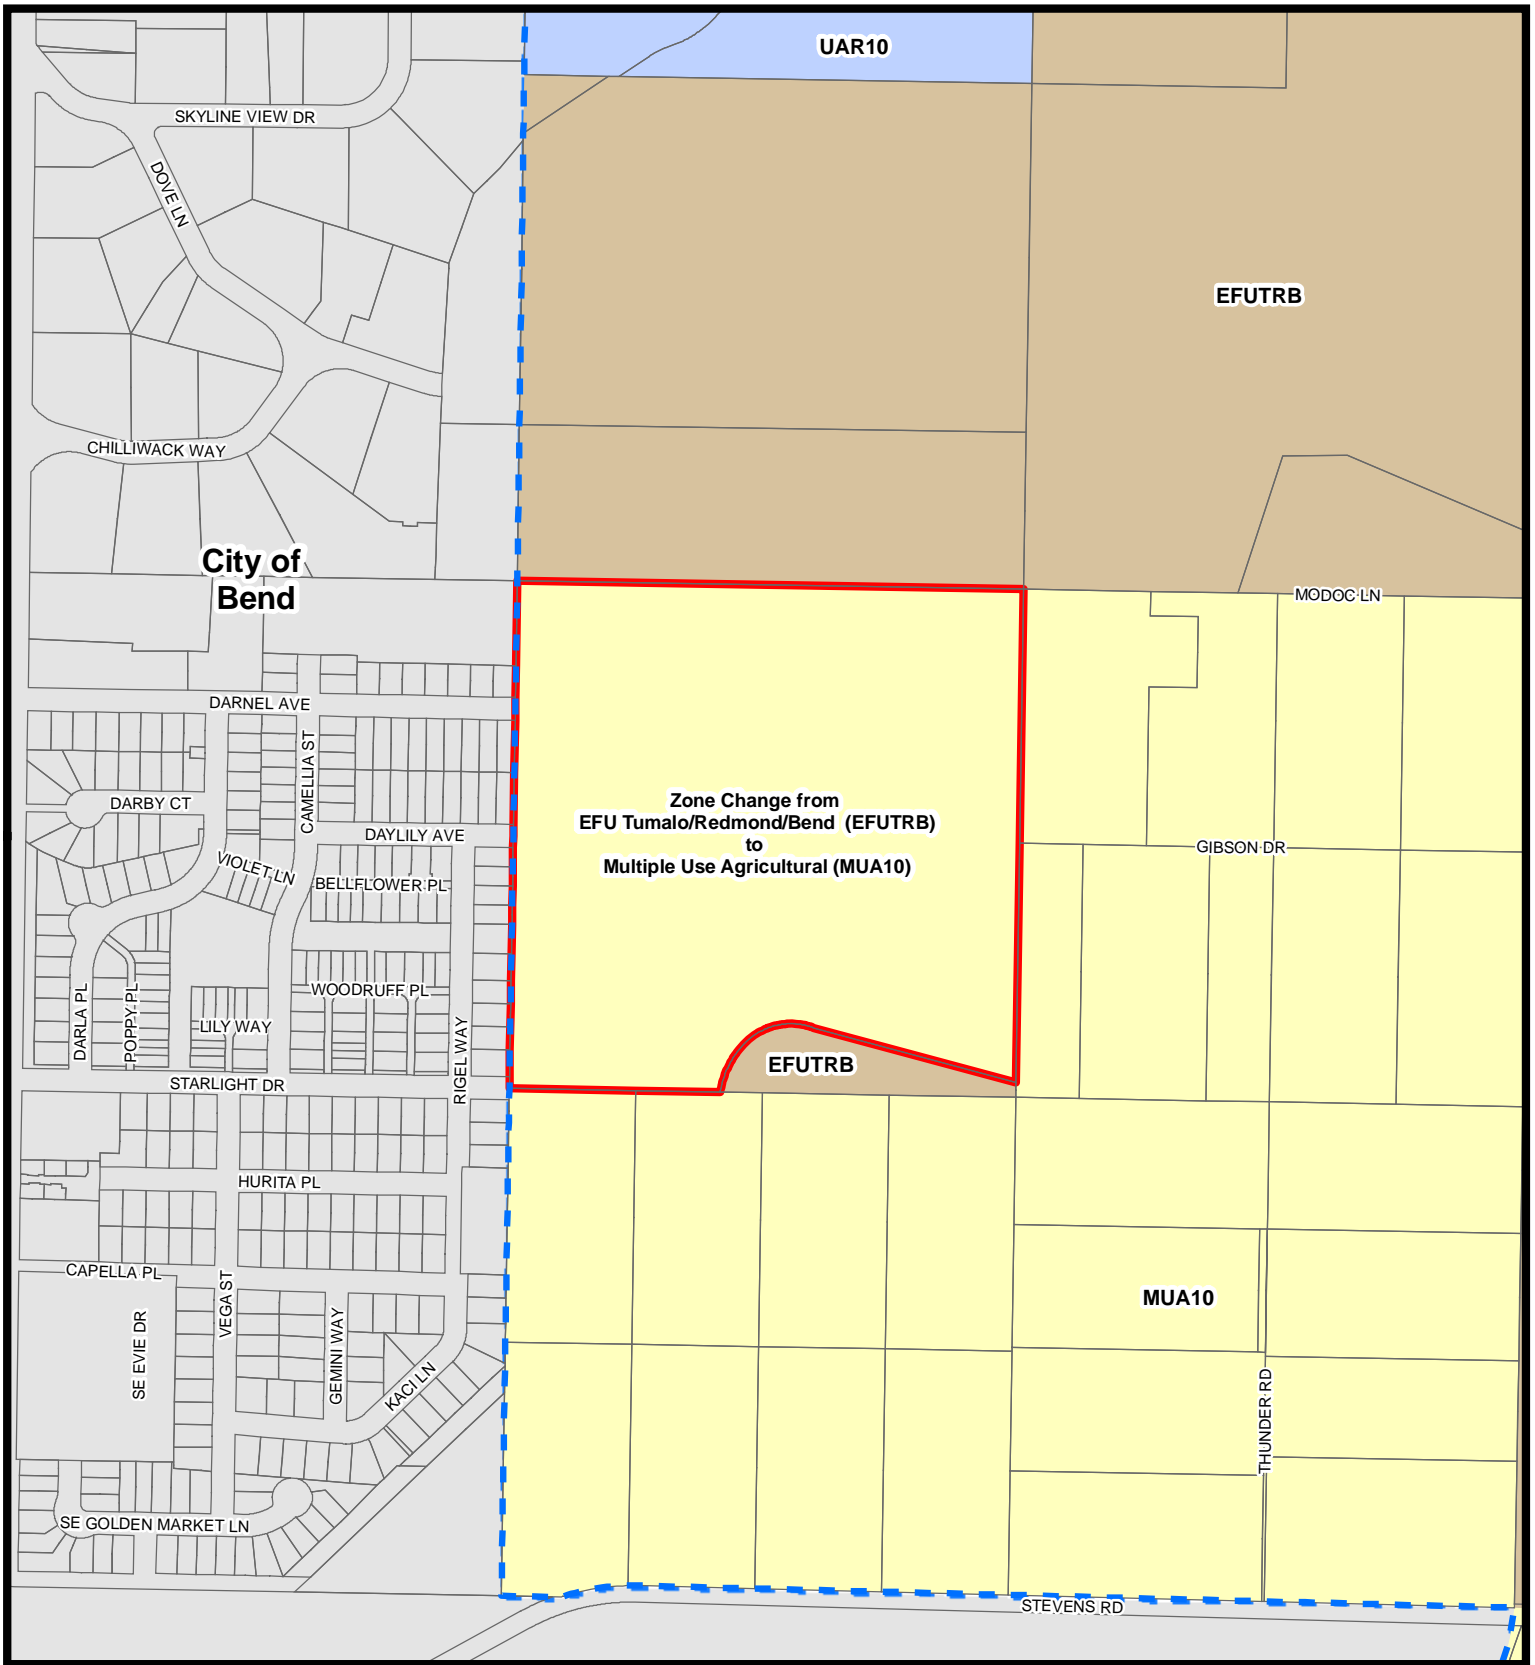 UAR10
SKYLINE VIEW DR
DOVE LN
EFUTRB
CHILLIWACK WAY
City of
Bend
MODOC LN
DARNEL AVE
CAMELLIA ST
Zone Change from
EFU Tumalo/Redmond/Bend (EFUTRB)
to
Multiple Use Agricultural (MUA10)
DARBY CT
DAYLILY AVE
GIBSON DR
VIOLET LN
BELLFLOWER PL
WOODRUFF PL
DARLA PL
POPPY PL
LILY WAY
RIGEL WAY
EFUTRB
STARLIGHT DR
HURITA PL
CAPELLA PL
VEGA ST
MUA10
SE EVIE DR
GEMINI WAY
KACI LN
THUNDER RD
SE GOLDEN MARKET LN
STEVENS RD